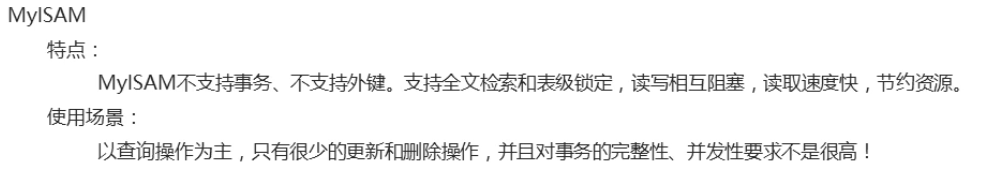 MyISAM
特点：
MyISAM不支持事务、不支持外键。支持全文检索和表级锁定，读写相互阻塞，读取速度快，节约资源。
使用场景：
以查询操作为主，只有很少的更新和删除操作，并且对事务的完整性、并发性要求不是很高！